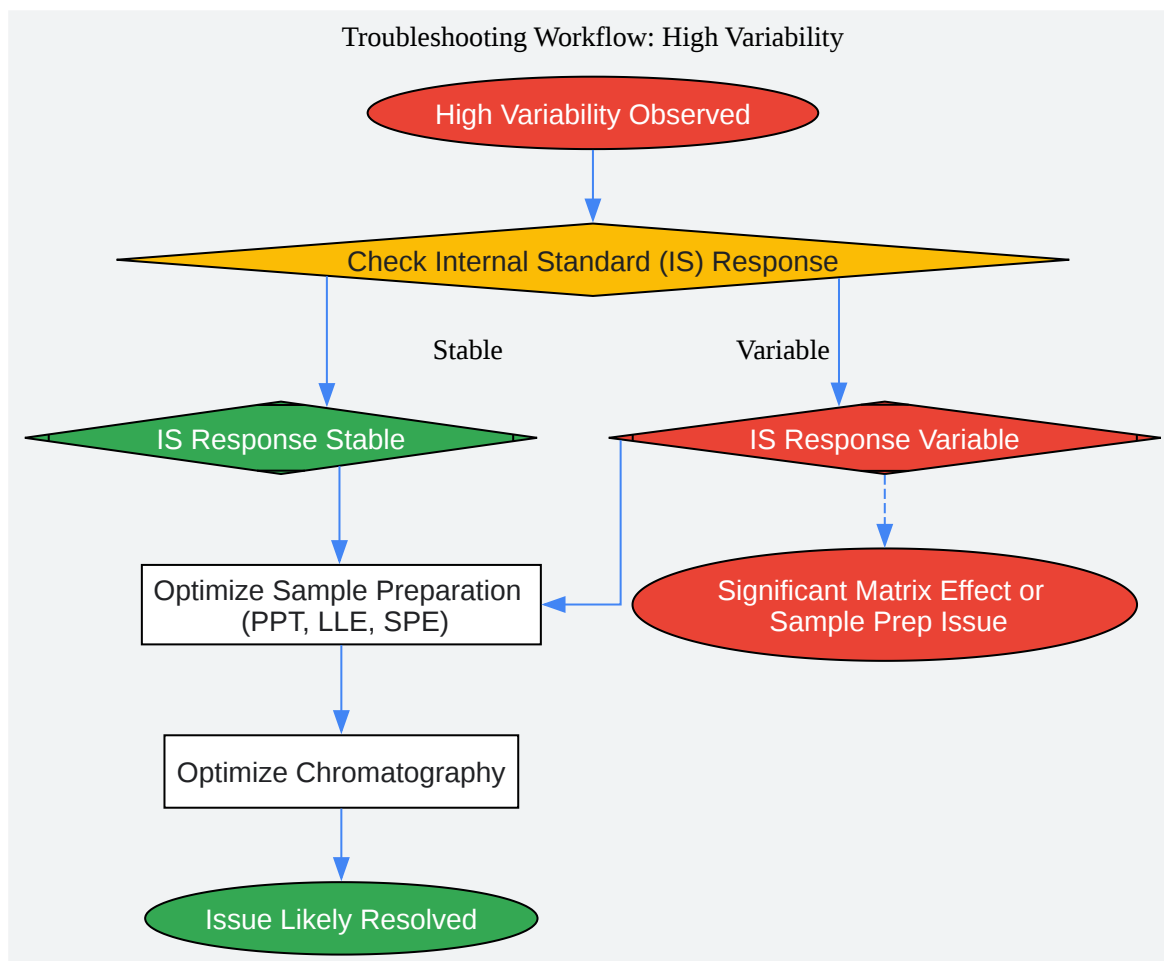 Troubleshooting Workflow: High Variability
High Variability Observed
Check Internal Standard (IS) Response
Stable
Variable
IS Response Stable
IS Response Variable
Optimize Sample Preparation
(PPT, LLE, SPE)
Significant Matrix Effect or
Sample Prep Issue
Optimize Chromatography
Issue Likely Resolved